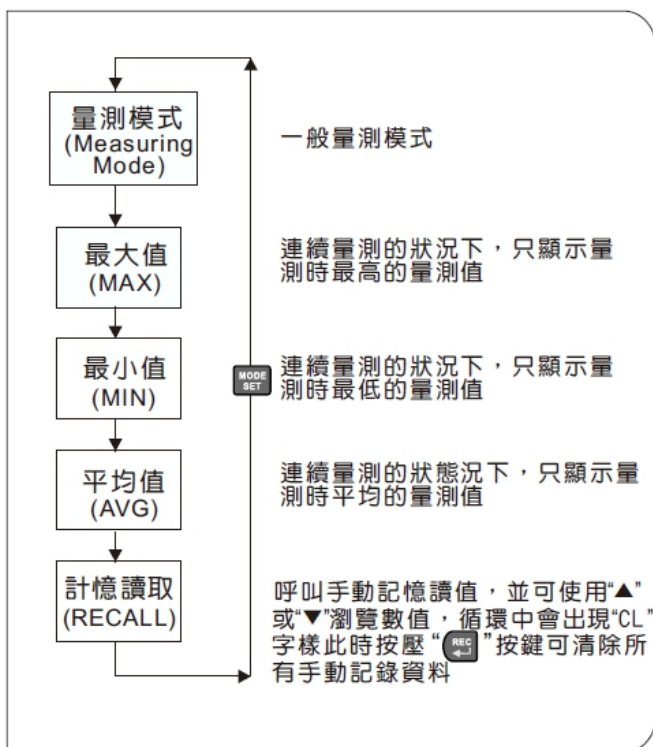 量測模式
(Measuring
Mode)
一般量測模式
最大值
(MAX)
連續量測的狀況下，只顯示量
測時最高的量測值
最小值
(MIN)
MODE
SET
連續量測的狀況下，只顯示量
測時最低的量測值
平均值
(AVG)
連續量測的狀態況下，只顯示量
測時平均的量測值
計憶讀取
(RECALL)
呼叫手動記憶讀值，並可使用“▲”
或“▼”瀏覽數值，循環中會出現“CL”
字樣此時按壓“REC”按鍵可清除所
有手動記錄資料